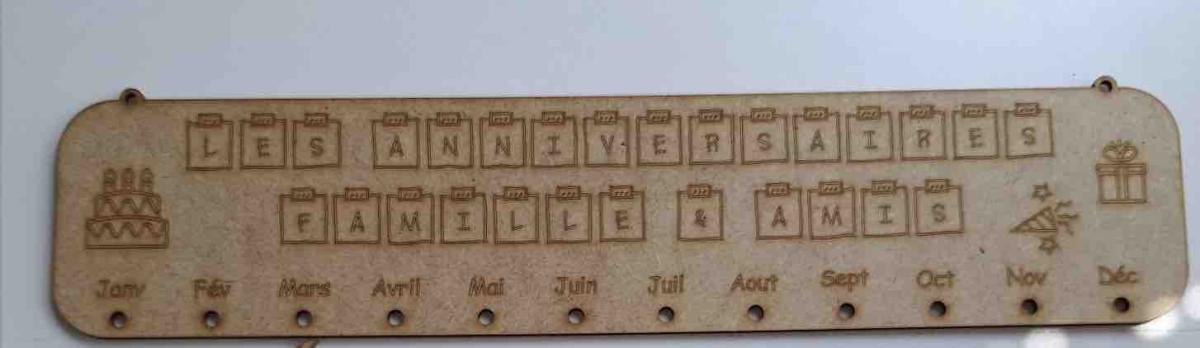 LES ANNIVERSAIRES
FAMILLE & AMIS
Janv Fév Mars Avril Mai Juin Juil Aout Sept Oct Nov Déc